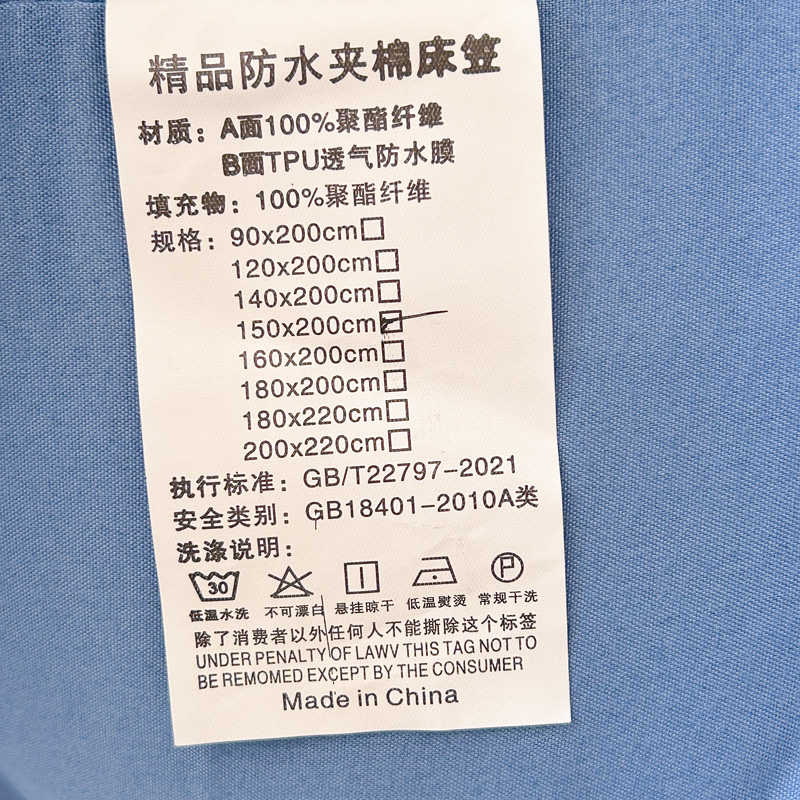 精品防水夹棉床笠
材质：A面100%聚酯纤维
B面TPU透气防水膜
填充物：100%聚酯纤维
规格：90x200cm□
120x200cm□
140x200cm□
150x200cm☑
160x200cm□
180x200cm□
180x220cm□
200x220cm□
执行标准：GB/T22797-2021
安全类别：GB18401-2010A类
洗涤说明：
30 P
低温水洗 不可漂白 悬挂晾干 低温熨烫 常规干洗
除了消费者以外任何人不能撕除这个标签
UNDER PENALTY OF LAWV THIS TAG NOT TO
BE REMOMED EXCEPT BY THE CONSUMER
Made in China